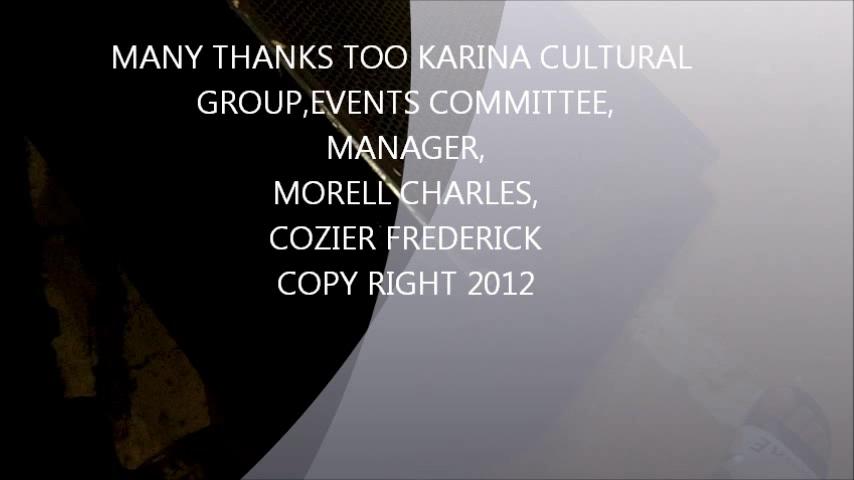 MANY THANKS TOO KARINA CULTURAL
GROUP,EVENTS COMMITTEE,
MANAGER,
MORELL CHARLES,
COZIER FREDERICK
COPY RIGHT 2012